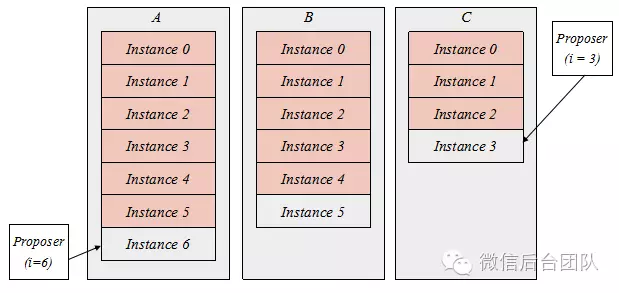 A
Instance 0
Instance 1
Instance 2
Instance 3
Instance 4
Instance 5
Instance 6
Proposer
(i=6)
B
Instance 0
Instance 1
Instance 2
Instance 3
Instance 4
Instance 5
C
Instance 0
Instance 1
Instance 2
Instance 3
Proposer
(i = 3)
微信后台团队